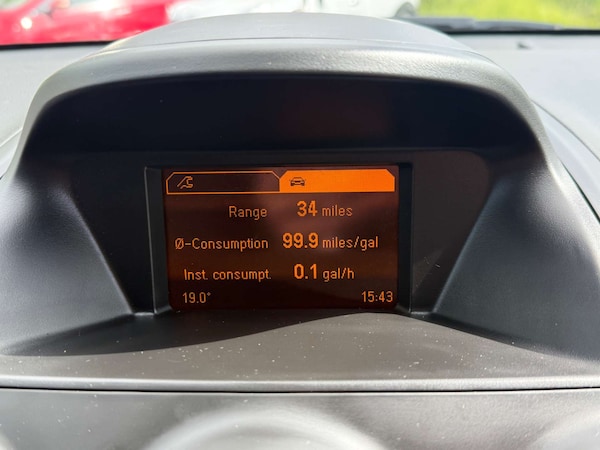 Range 34 miles
Ø-Consumption 99.9 miles/gal
Inst. consumpt. 0.1 gal/h
19.0° 15:43